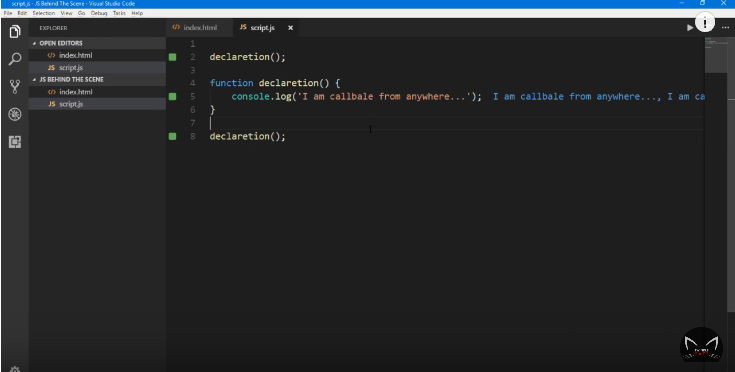 script.js - JS Behind The Scene - Visual Studio Code
File Edit Selection View Go Debug Tasks Help
EXPLORER
index.html
JS script.js
OPEN EDITORS
index.html
JS script.js
JS BEHIND THE SCENE
index.html
JS script.js
1
2 declaretion();
3
4 function declaretion() {
5 console.log('I am callbale from anywhere...'); I am callbale from anywhere..., I am ca
6 }
7
8 declaretion();